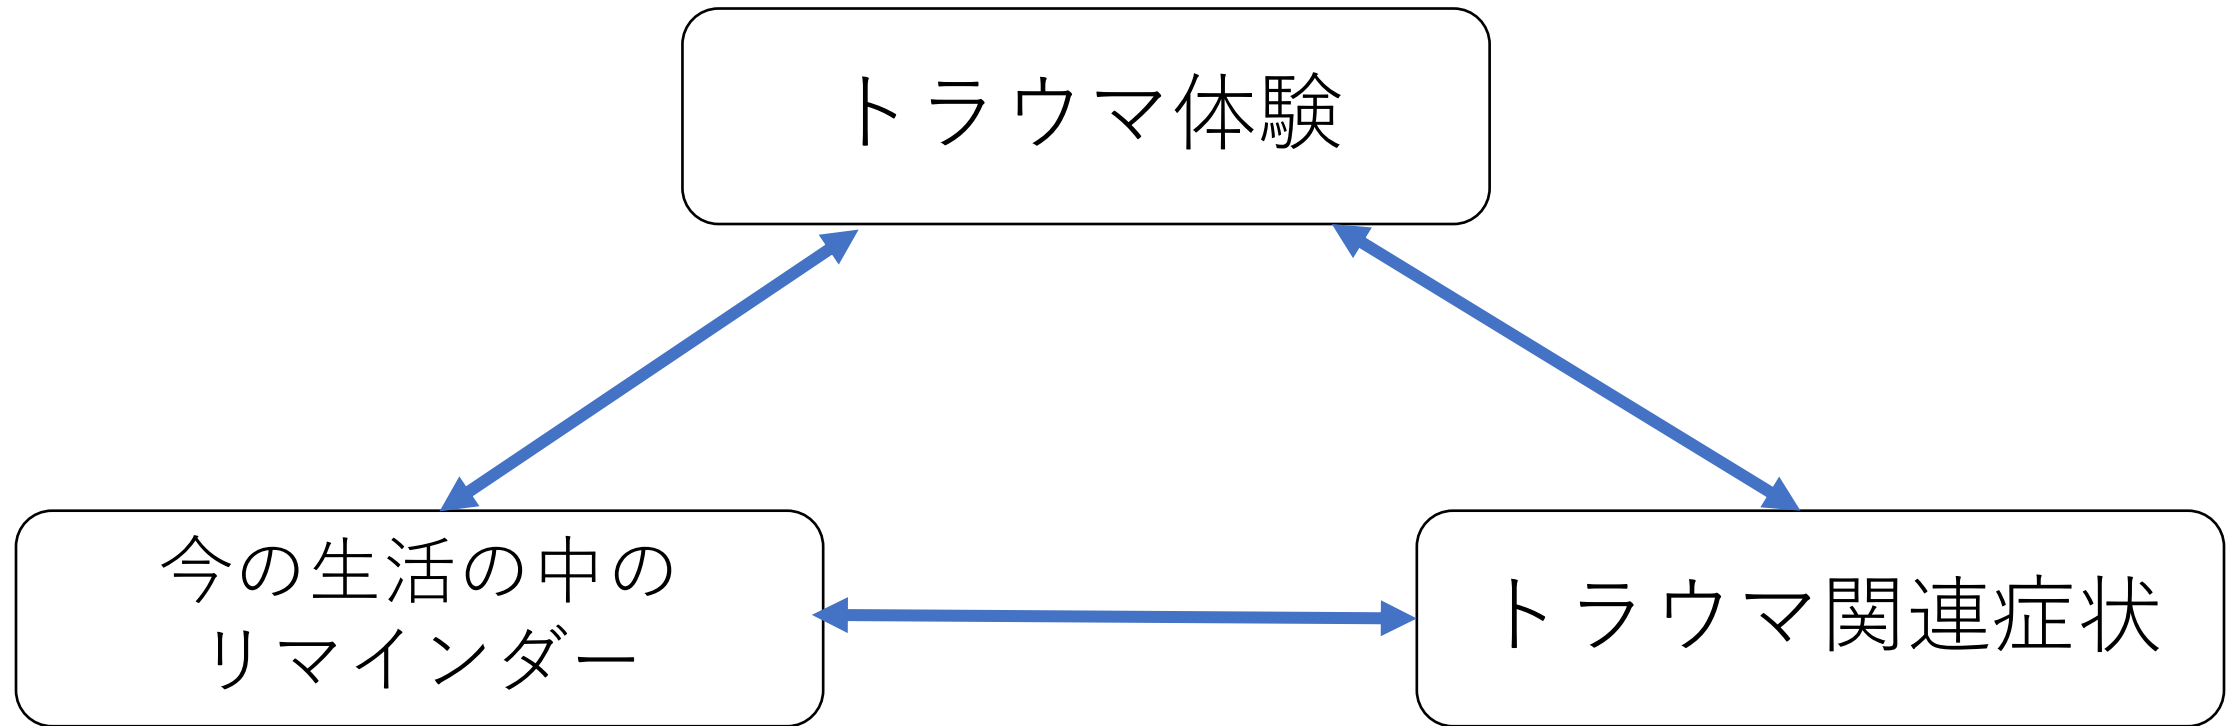 トラウマ体験
今の生活の中の
リマインダー
トラウマ関連症状